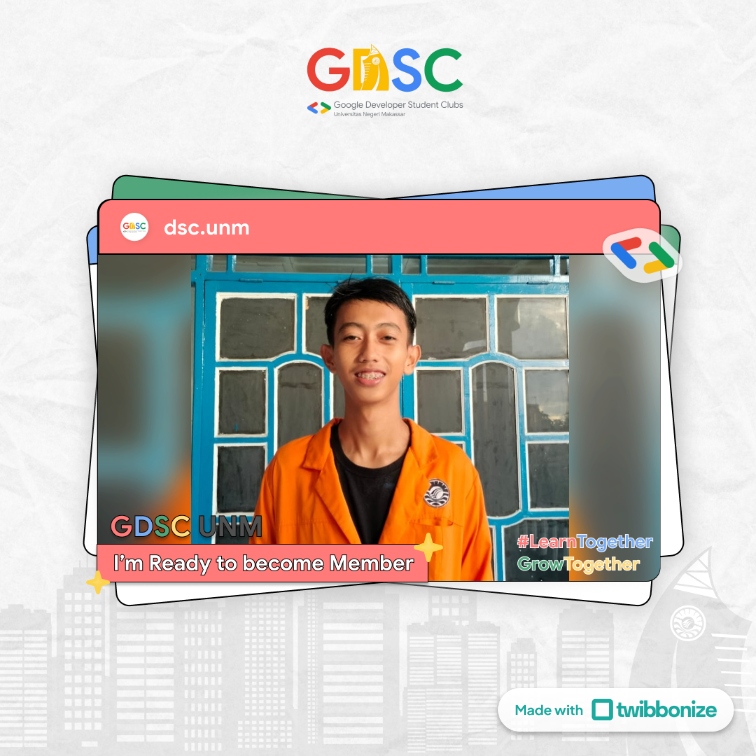 GDSC
Google Developer Student Clubs
Universitas Negeri Makassar
GDSC
dsc.unm
GDSC UNM
I'm Ready to become Member
#LearnTogether
GrowTogether
Made with twibbonize